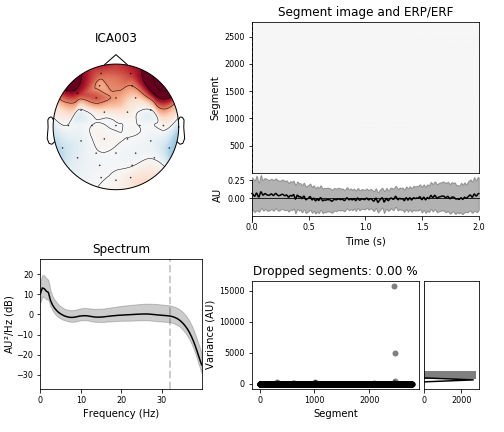 ICA003
Segment image and ERP/ERF
2500
2000
1500
1000
500
Segment
0.25
0.00
AU
0.0 0.5 1.0 1.5 2.0
Time (s)
Spectrum
20
10
0
−10
−20
−30
AU²/Hz (dB)
0 10 20 30
Frequency (Hz)
Dropped segments: 0.00 %
15000
10000
5000
0
Variance (AU)
0 1000 2000
Segment
0 2000